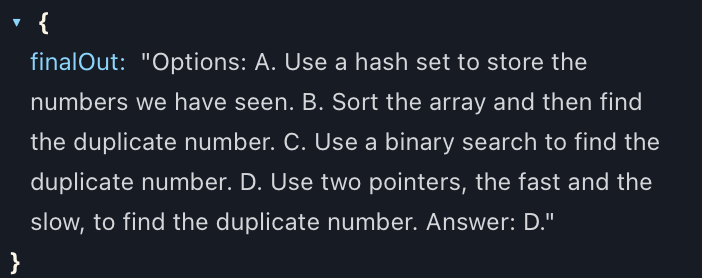 ▾ {
finalOut: "Options: A. Use a hash set to store the
numbers we have seen. B. Sort the array and then find
the duplicate number. C. Use a binary search to find the
duplicate number. D. Use two pointers, the fast and the
slow, to find the duplicate number. Answer: D."
}